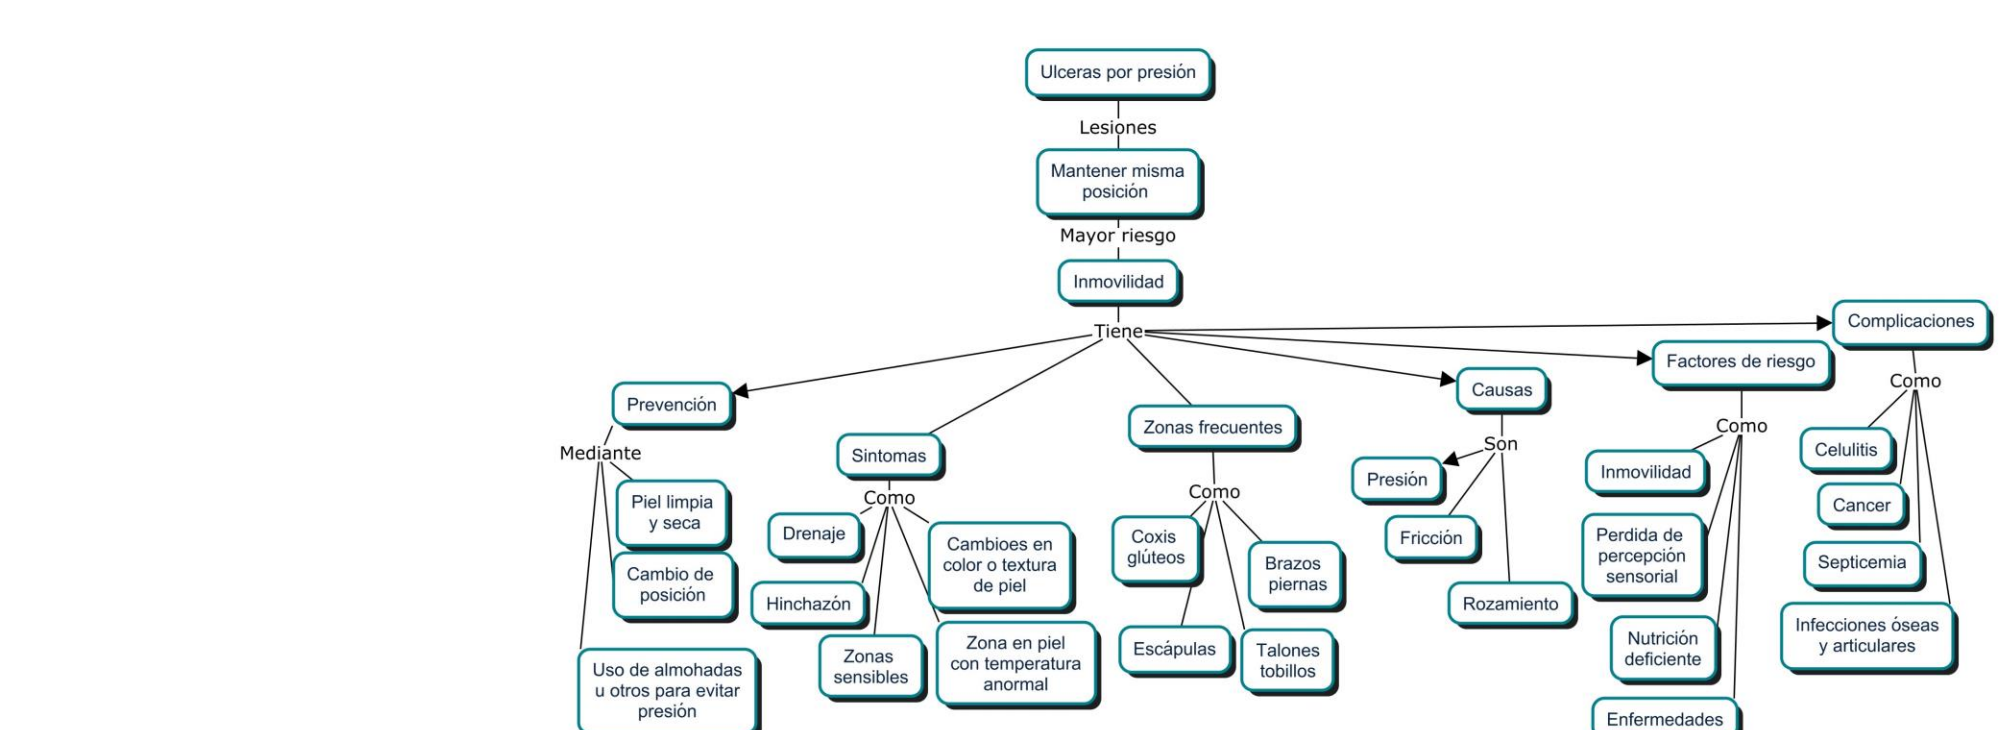 Ulceras por presión
Lesiones
Mantener misma
posición
Mayor riesgo
Inmovilidad
Tiene
Prevención
Mediante
Piel limpia
y seca
Cambio de
posición
Uso de almohadas
u otros para evitar
presión
Sintomas
Como
Drenaje
Hinchazón
Zonas
sensibles
Cambioes en
color o textura
de piel
Zona en piel
con temperatura
anormal
Zonas frecuentes
Como
Coxis
glúteos
Escápulas
Brazos
piernas
Talones
tobillos
Causas
Son
Presión
Fricción
Rozamiento
Factores de riesgo
Como
Inmovilidad
Perdida de
percepción
sensorial
Nutrición
deficiente
Enfermedades
Complicaciones
Como
Celulitis
Cancer
Septicemia
Infecciones óseas
y articulares